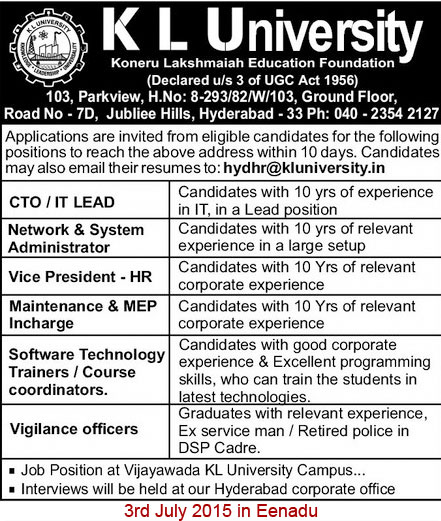 K L University
Koneru Lakshmaiah Education Foundation
(Declared u/s 3 of UGC Act 1956)
103, Parkview, H.No: 8-293/82/W/103, Ground Floor,
Road No - 7D, Jubliee Hills, Hyderabad - 33 Ph: 040 - 2354 2127
Applications are invited from eligible candidates for the following
positions to reach the above address within 10 days. Candidates
may also email their resumes to: hydhr@kluniversity.in
CTO / IT LEAD
Candidates with 10 yrs of experience
in IT, in a Lead position
Network & System
Administrator
Candidates with 10 yrs of relevant
experience in a large setup
Vice President - HR
Candidates with 10 Yrs of relevant
corporate experience
Maintenance & MEP
Incharge
Candidates with 10 Yrs of relevant
corporate experience
Software Technology
Trainers / Course
coordinators.
Candidates with good corporate
experience & Excellent programming
skills, who can train the students in
latest technologies.
Vigilance officers
Graduates with relevant experience,
Ex service man / Retired police in
DSP Cadre.
▪ Job Position at Vijayawada KL University Campus...
▪ Interviews will be held at our Hyderabad corporate office
3rd July 2015 in Eenadu